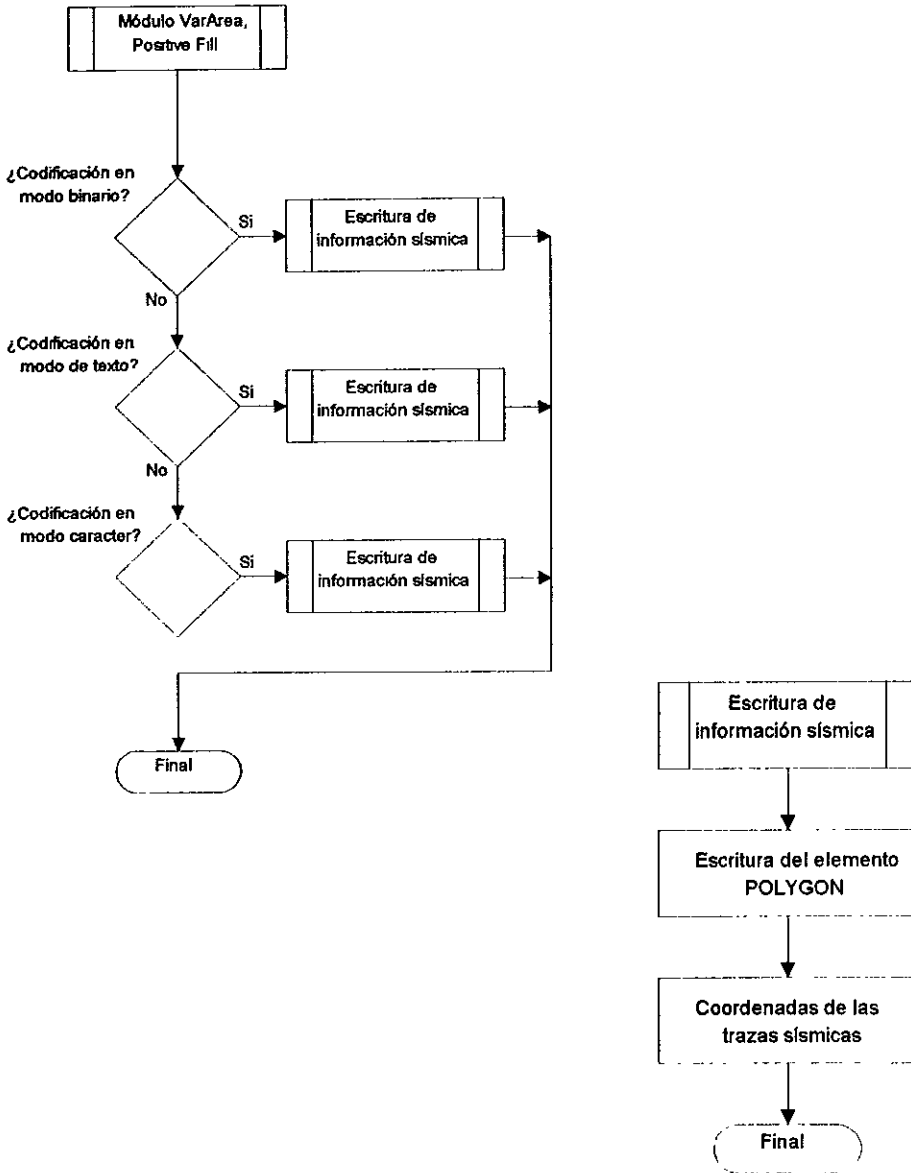 Módulo VarArea,
Positive Fill
¿Codificación en
modo binario?
Si
Escritura de
información sísmica
No
¿Codificación en
modo de texto?
Si
Escritura de
información sísmica
No
¿Codificación en
modo caracter?
Si
Escritura de
información sísmica
Final
Escritura de
información sísmica
Escritura del elemento
POLYGON
Coordenadas de las
trazas sísmicas
Final